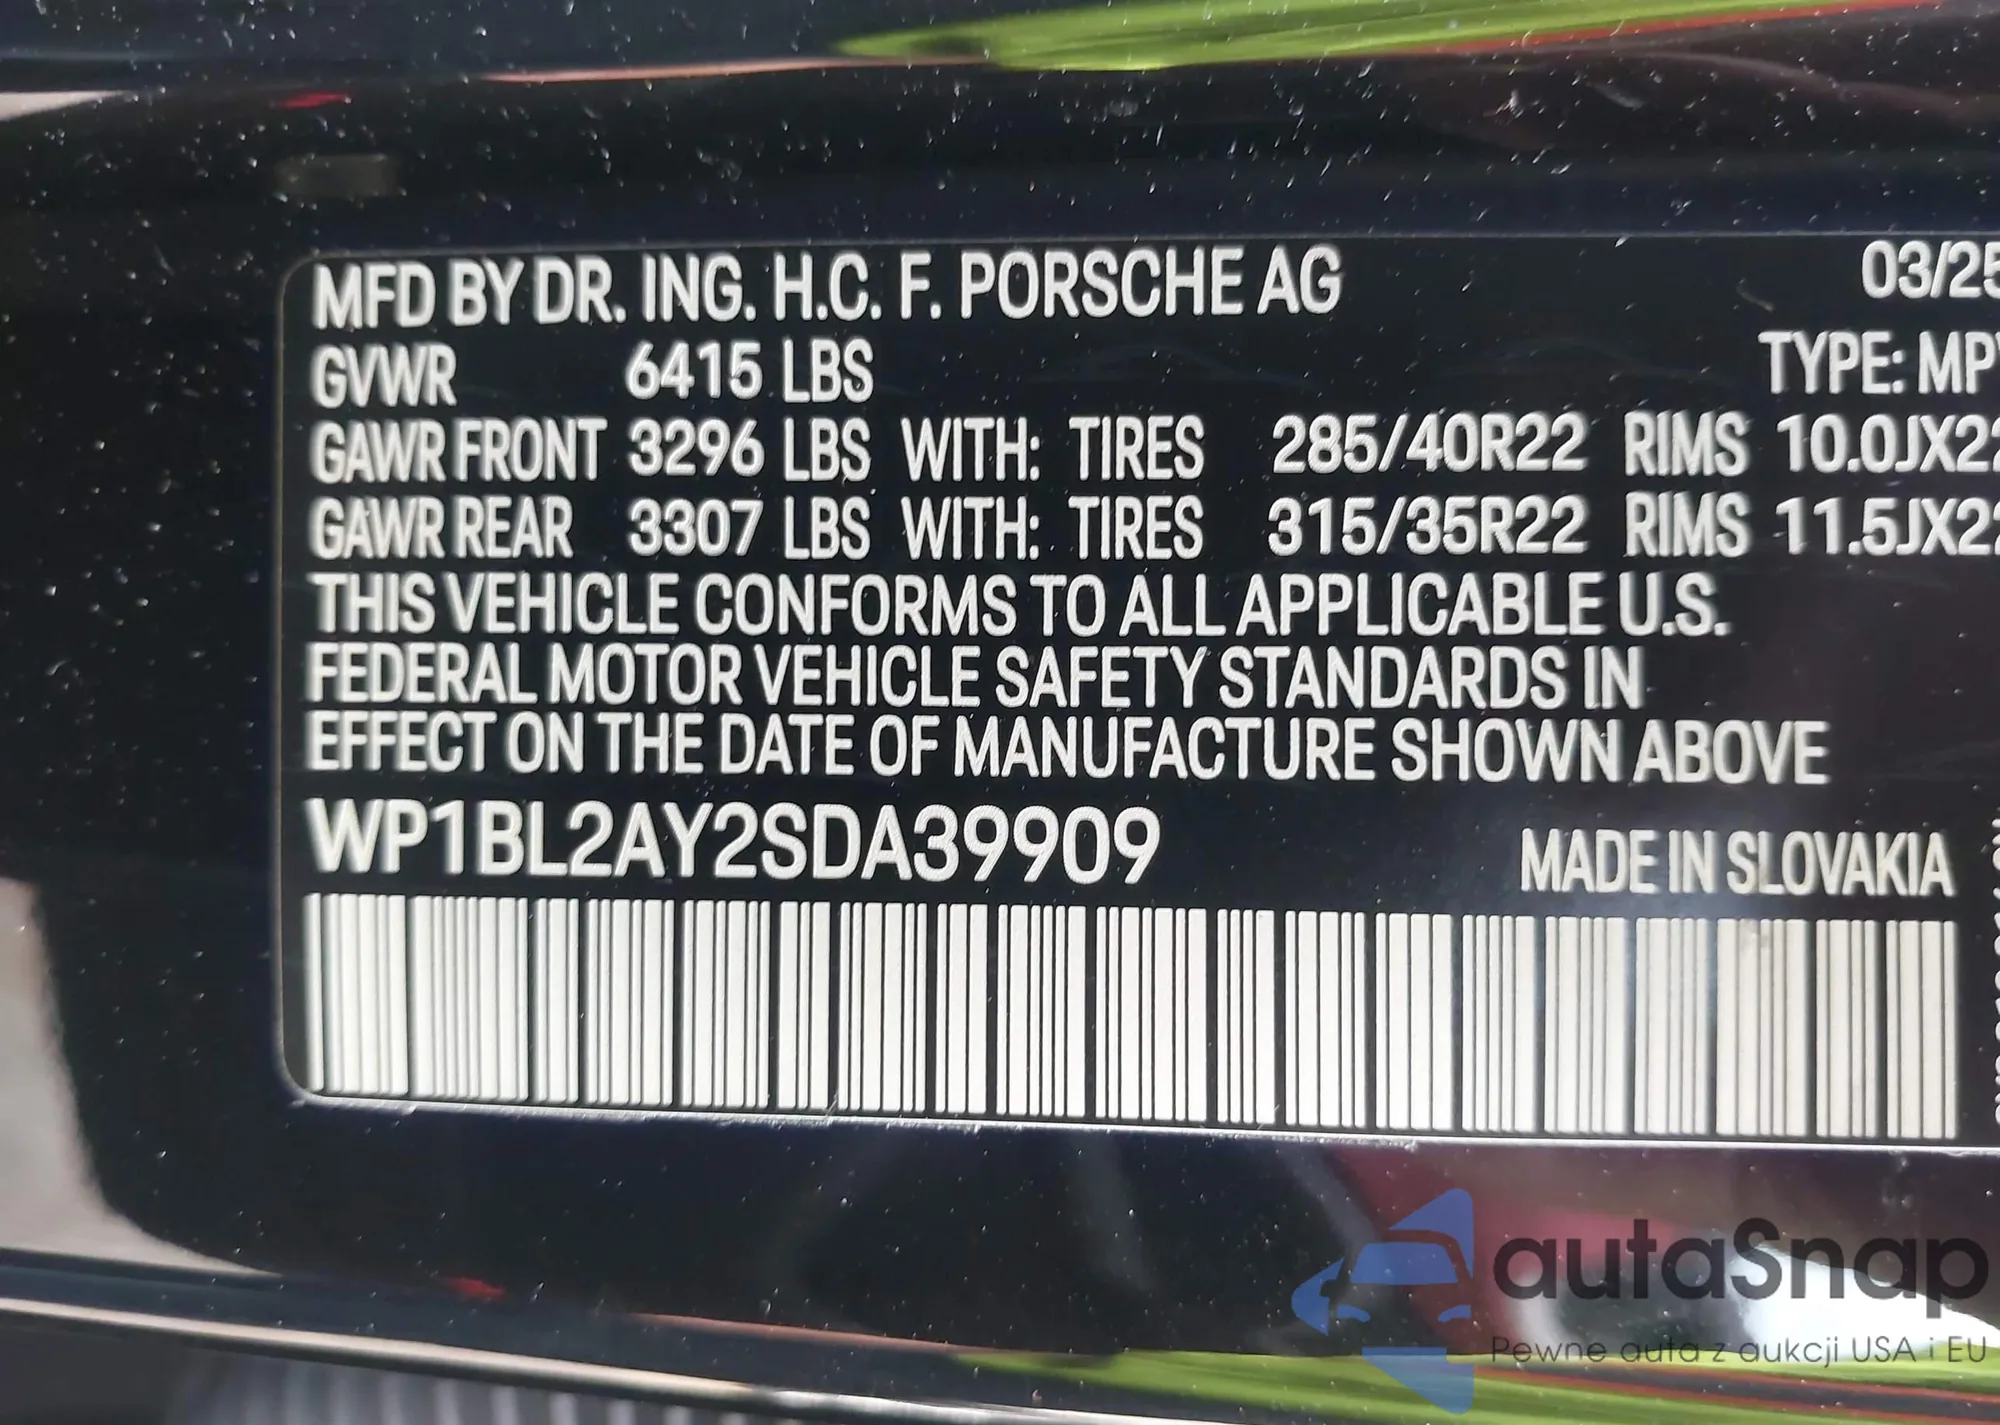 MFD BY DR. ING. H.C. F. PORSCHE AG 03/25
GVWR 6415 LBS TYPE: MPV
GAWR FRONT 3296 LBS WITH: TIRES 285/40R22 RIMS 10.0JX22
GAWR REAR 3307 LBS WITH: TIRES 315/35R22 RIMS 11.5JX22
THIS VEHICLE CONFORMS TO ALL APPLICABLE U.S.
FEDERAL MOTOR VEHICLE SAFETY STANDARDS IN
EFFECT ON THE DATE OF MANUFACTURE SHOWN ABOVE
WP1BL2AY2SDA39909 MADE IN SLOVAKIA
autaSnap
Pewne auta z aukcji USA i EU